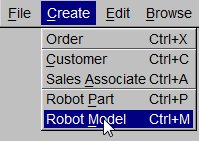 File Create Edit Browse
Order Ctrl+X
Customer Ctrl+C
Sales Associate Ctrl+A
Robot Part Ctrl+P
Robot Model Ctrl+M